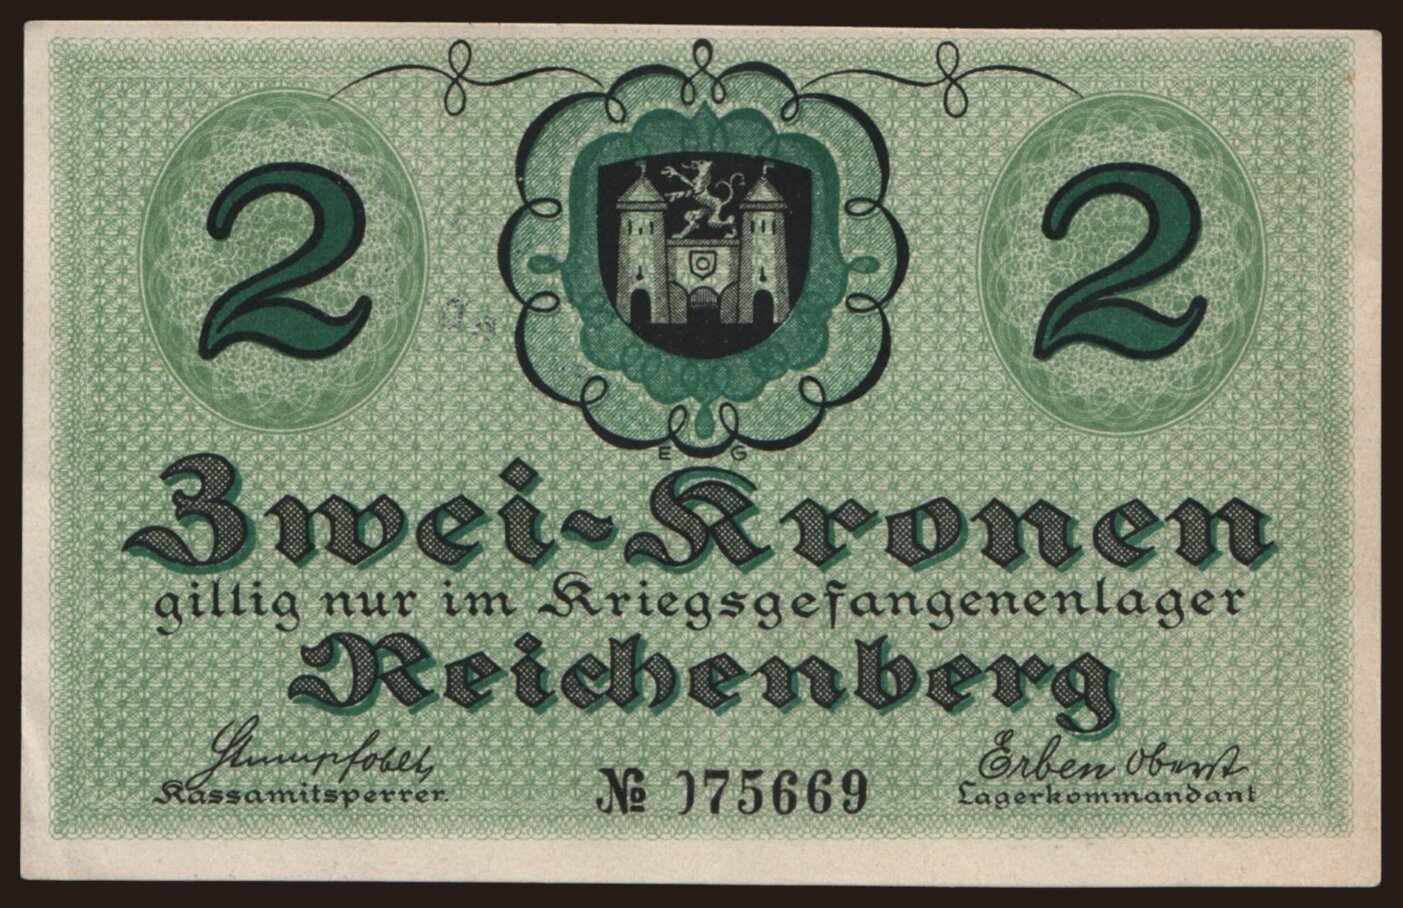 2 2
E G
Zwei-Kronen
giltig nur im Kriegsgefangenenlager
Reichenberg
Erben Oberst
Kassamitsperrer. Lagerkommandant
№ 075669